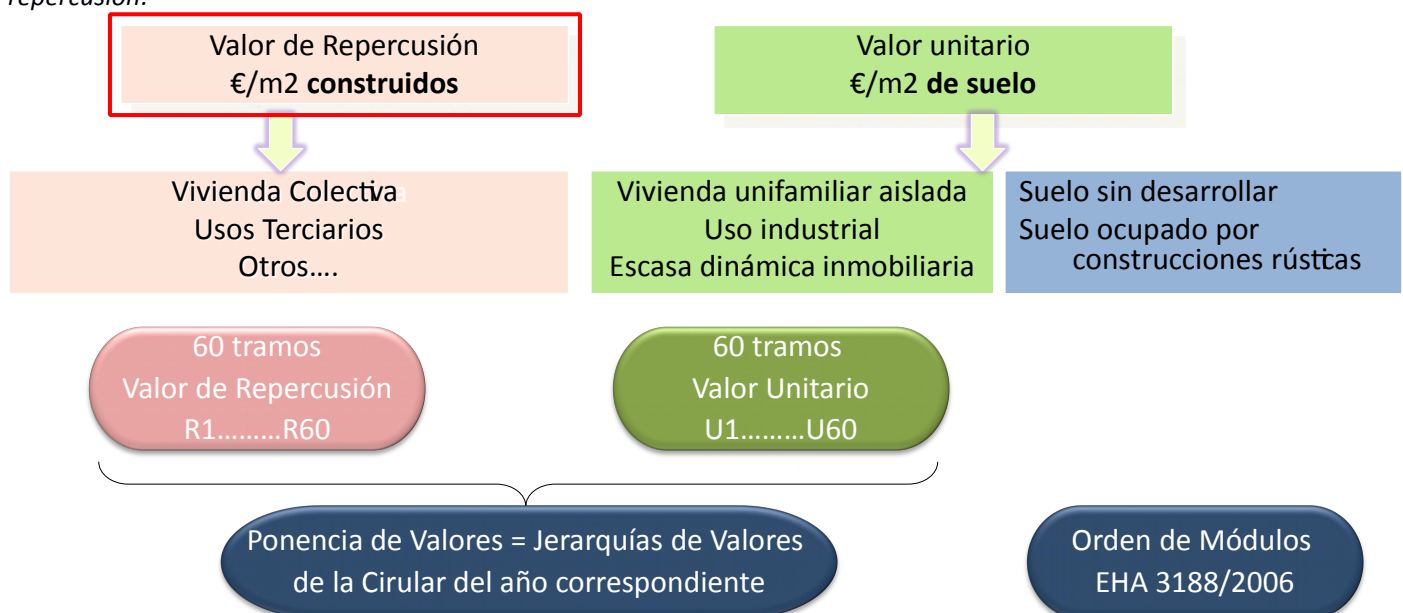 repercusión.
Valor de Repercusión
€/m2 construidos
Valor unitario
€/m2 de suelo
Vivienda Colectiva
Usos Terciarios
Otros….
Vivienda unifamiliar aislada
Uso industrial
Escasa dinámica inmobiliaria
Suelo sin desarrollar
Suelo ocupado por
construcciones rústicas
60 tramos
Valor de Repercusión
R1………R60
60 tramos
Valor Unitario
U1………U60
Ponencia de Valores = Jerarquías de Valores
de la Cirular del año correspondiente
Orden de Módulos
EHA 3188/2006